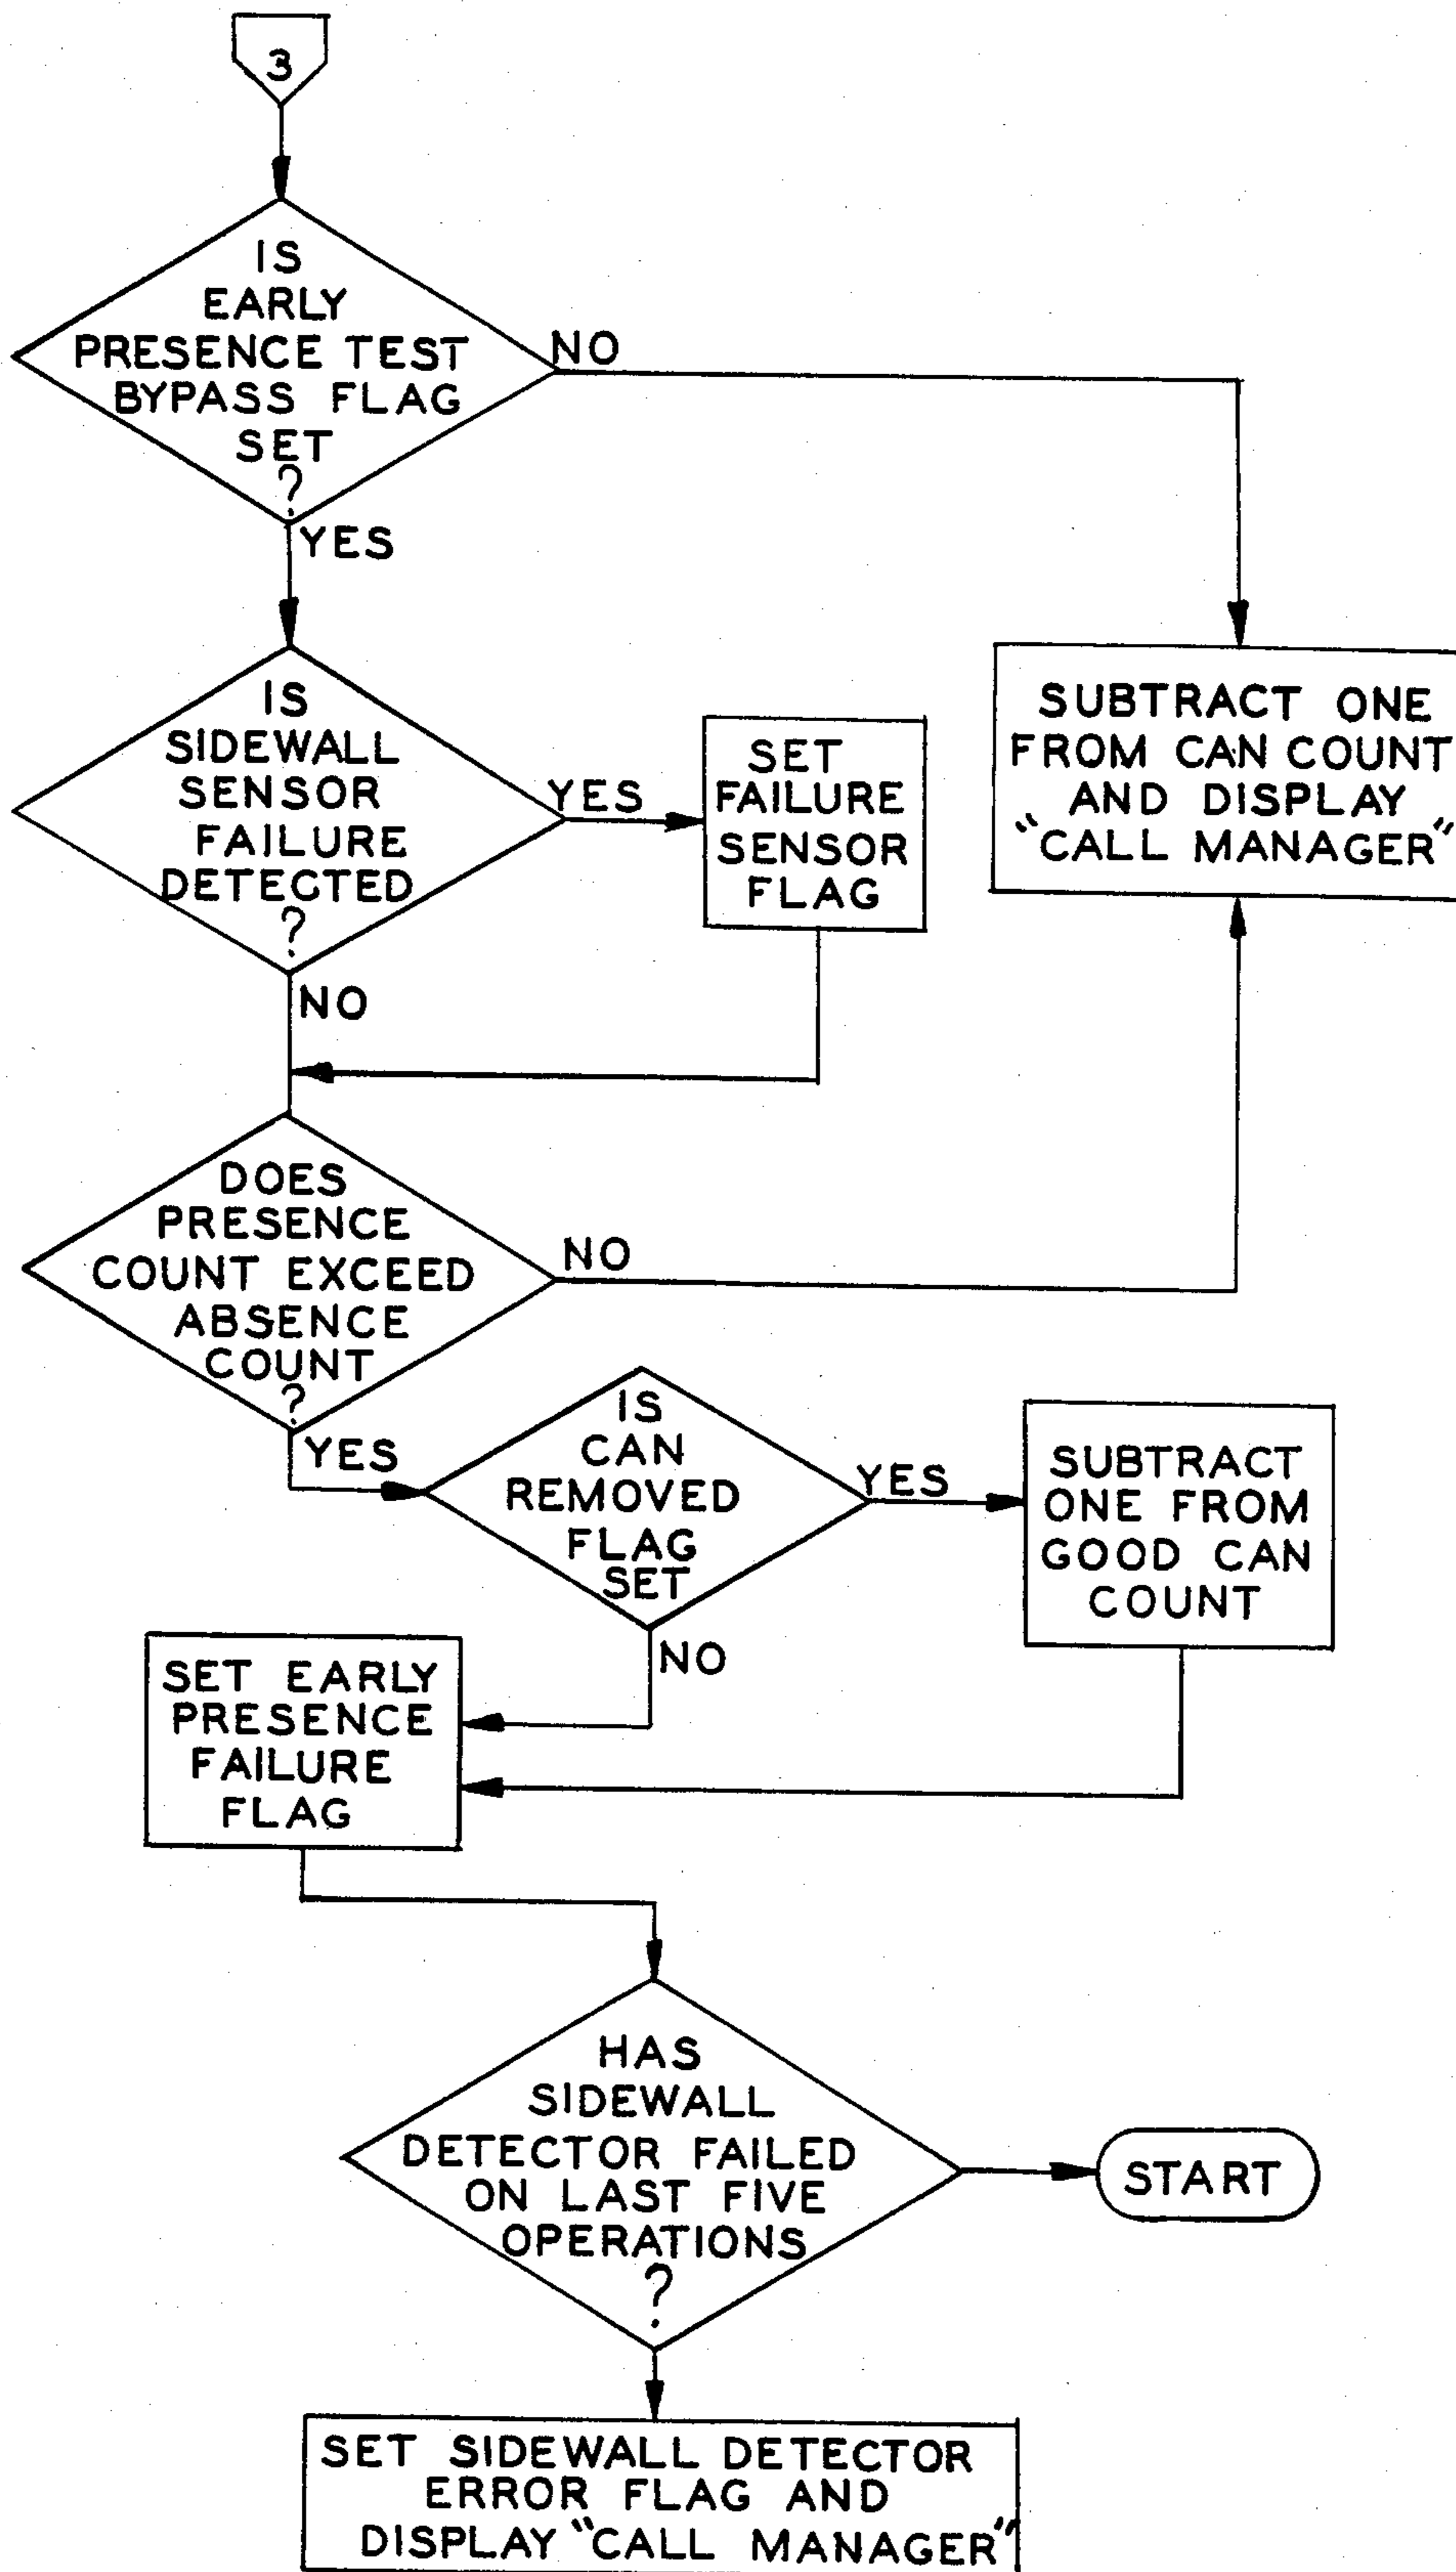 3
IS
EARLY
PRESENCE TEST
BYPASS FLAG
SET
?
NO
YES
IS
SIDEWALL
SENSOR
FAILURE
DETECTED
?
YES
SET
FAILURE
SENSOR
FLAG
SUBTRACT ONE
FROM CAN COUNT
AND DISPLAY
"CALL MANAGER"
NO
DOES
PRESENCE
COUNT EXCEED
ABSENCE
COUNT
?
NO
YES
IS
CAN
REMOVED
FLAG
SET
YES
SUBTRACT
ONE FROM
GOOD CAN
COUNT
NO
SET EARLY
PRESENCE
FAILURE
FLAG
HAS
SIDEWALL
DETECTOR FAILED
ON LAST FIVE
OPERATIONS
?
START
SET SIDEWALL DETECTOR
ERROR FLAG AND
DISPLAY "CALL MANAGER"